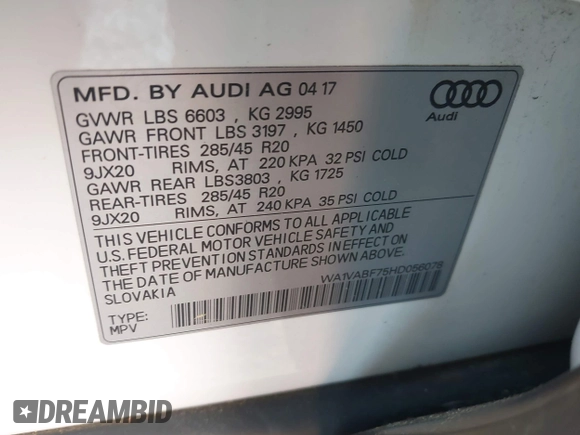 MFD. BY AUDI AG 04 17
GVWR LBS 6603 , KG 2995
GAWR FRONT LBS 3197 , KG 1450
FRONT-TIRES 285/45 R20
9JX20 RIMS, AT 220 KPA 32 PSI COLD
GAWR REAR LBS3803 , KG 1725
REAR-TIRES 285/45 R20
9JX20 RIMS, AT 240 KPA 35 PSI COLD
THIS VEHICLE CONFORMS TO ALL APPLICABLE
U.S. FEDERAL MOTOR VEHICLE SAFETY AND
THEFT PREVENTION STANDARDS IN EFFECT ON
THE DATE OF MANUFACTURE SHOWN ABOVE.
SLOVAKIA
WA1VABF75HD056078
TYPE:
MPV
Audi
DREAMBID